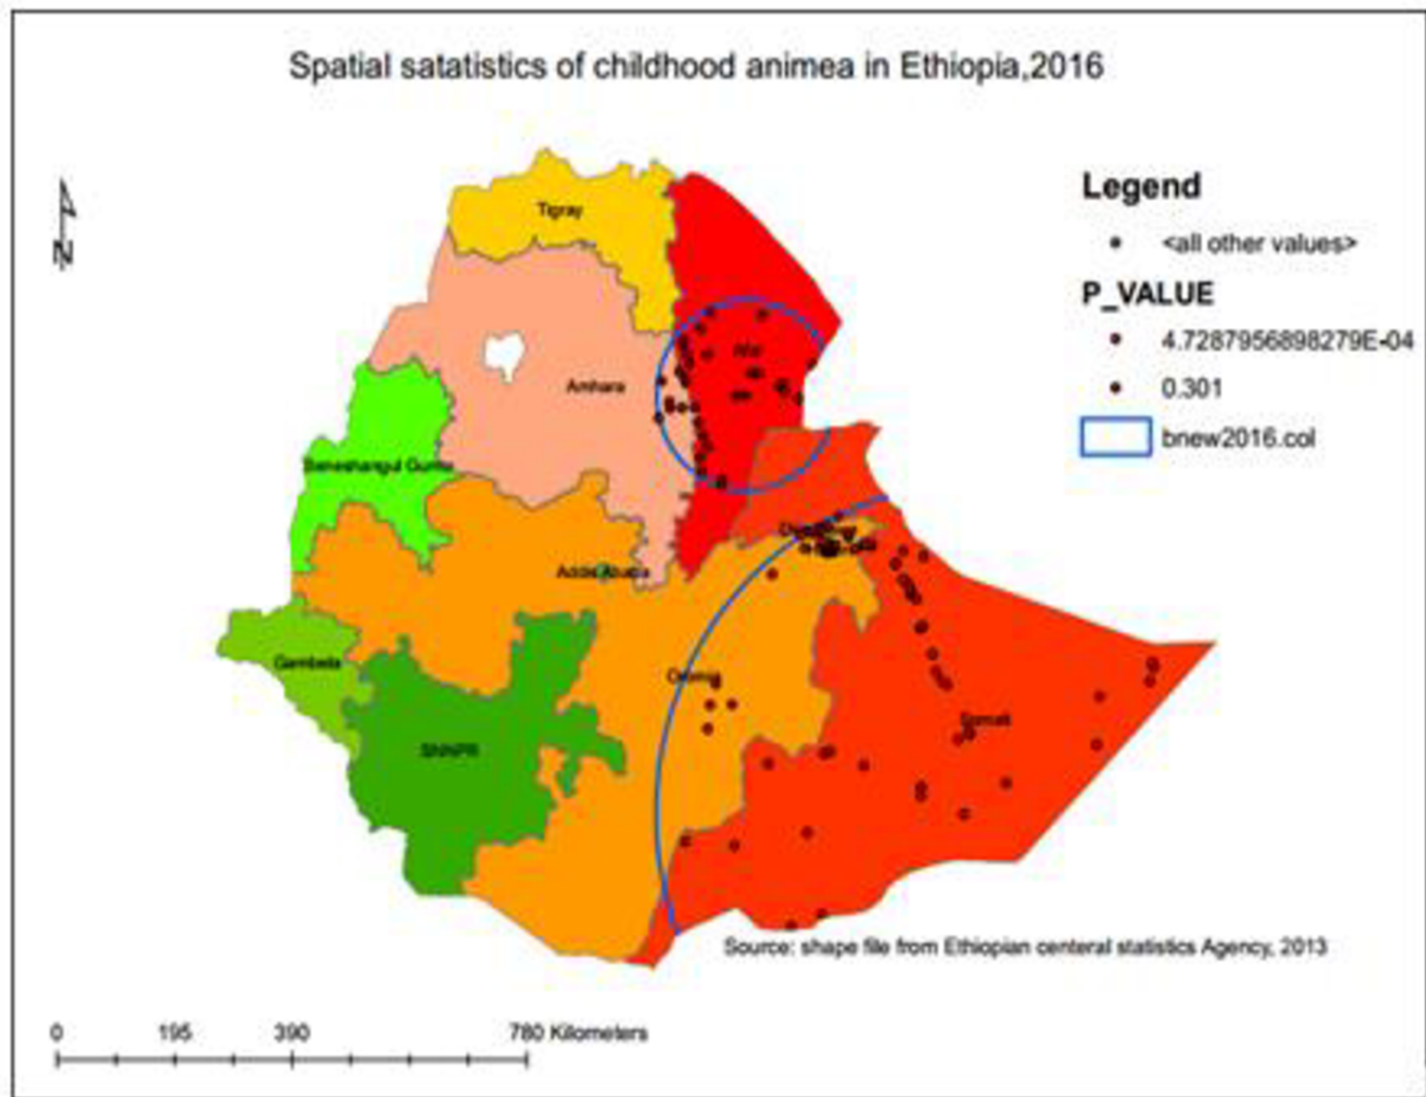 Spatial satatistics of childhood animea in Ethiopia,2016
N
Legend
<all other values>
P_VALUE
4.7287956898279E-04
0.301
bnew2016.col
Tigray
Afar
Amhara
Beneshangul Gumu
Addis Ababa
Gambela
Oromia
SNNPR
Somali
Source: shape file from Ethiopian centeral statistics Agency, 2013
0 195 390 780 Kilometers